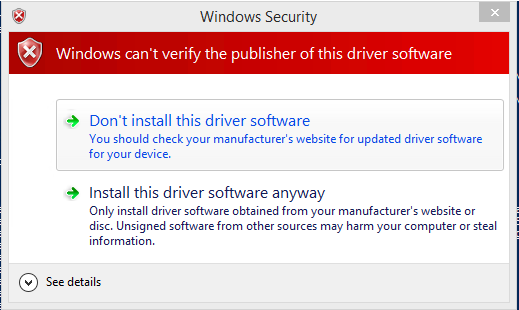 Windows Security
Windows can't verify the publisher of this driver software
Don't install this driver software
You should check your manufacturer's website for updated driver software
for your device.
Install this driver software anyway
Only install driver software obtained from your manufacturer's website or
disc. Unsigned software from other sources may harm your computer or steal
information.
See details